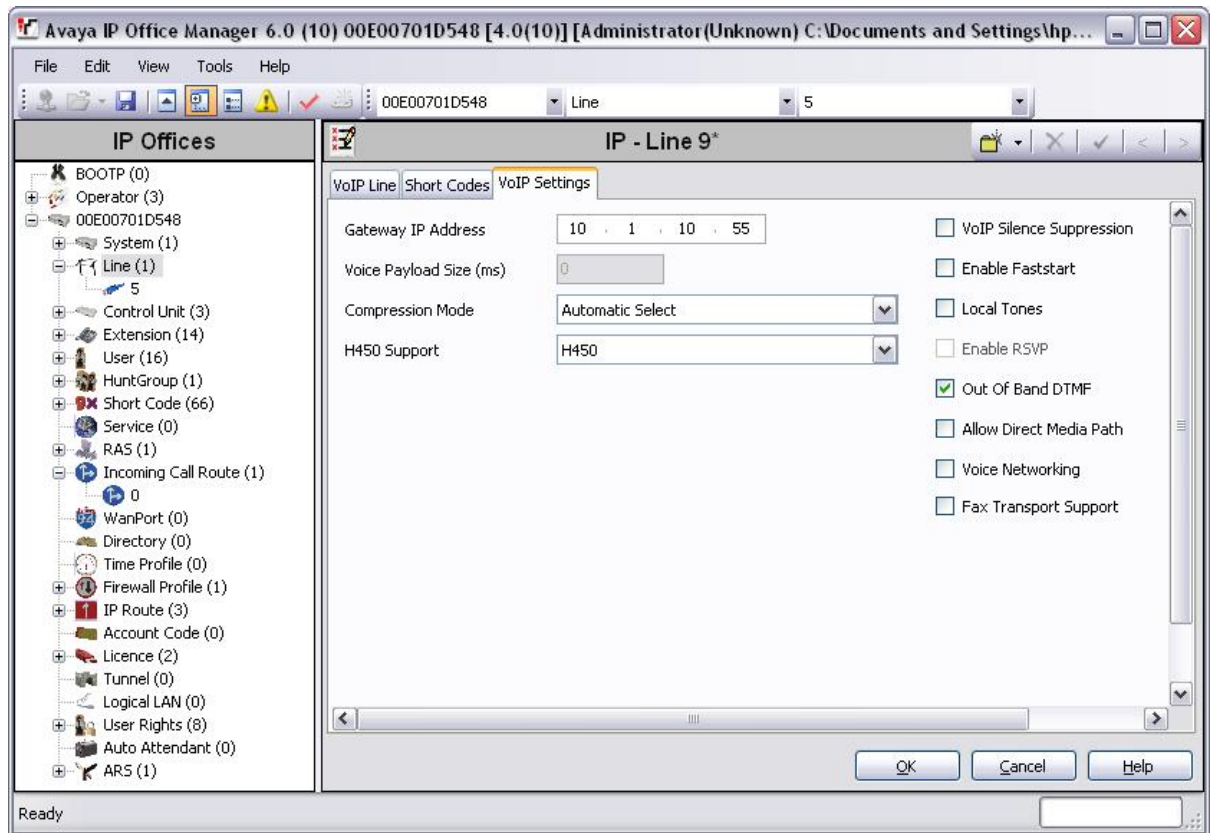 Avaya IP Office Manager 6.0 (10) 00E00701D548 [4.0(10)] [Administrator(Unknown) C:\Documents and Settings\hp...
File Edit View Tools Help
00E00701D548 Line 5
IP Offices
BOOTP (0)
Operator (3)
00E00701D548
System (1)
Line (1)
5
Control Unit (3)
Extension (14)
User (16)
HuntGroup (1)
Short Code (66)
Service (0)
RAS (1)
Incoming Call Route (1)
0
WanPort (0)
Directory (0)
Time Profile (0)
Firewall Profile (1)
IP Route (3)
Account Code (0)
Licence (2)
Tunnel (0)
Logical LAN (0)
User Rights (8)
Auto Attendant (0)
ARS (1)
IP - Line 9*
VoIP Line Short Codes VoIP Settings
Gateway IP Address 10 . 1 . 10 . 55
Voice Payload Size (ms) 0
Compression Mode Automatic Select
H450 Support H450
VoIP Silence Suppression
Enable Faststart
Local Tones
Enable RSVP
Out Of Band DTMF
Allow Direct Media Path
Voice Networking
Fax Transport Support
OK Cancel Help
Ready